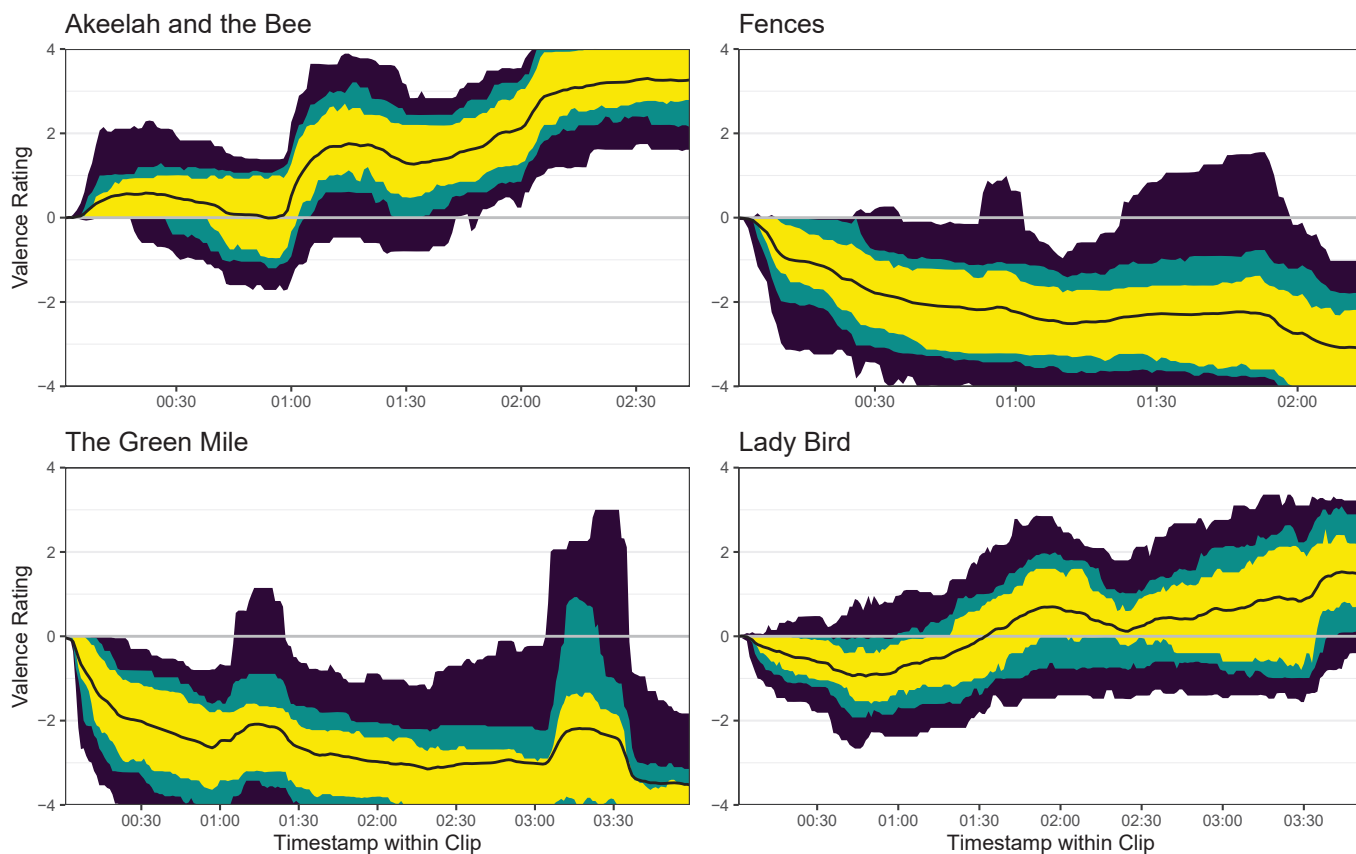 Akeelah and the Bee
Fences
Valence Rating
4
2
0
−2
−4
00:30 01:00 01:30 02:00 02:30
4
2
0
−2
−4
00:30 01:00 01:30 02:00
The Green Mile
Lady Bird
Valence Rating
4
2
0
−2
−4
00:30 01:00 01:30 02:00 02:30 03:00 03:30
Timestamp within Clip
4
2
0
−2
−4
00:30 01:00 01:30 02:00 02:30 03:00 03:30
Timestamp within Clip